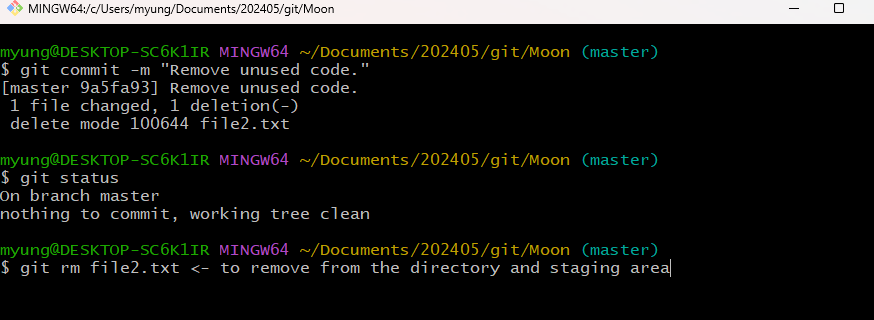 MINGW64:/c/Users/myung/Documents/202405/git/Moon
myung@DESKTOP-SC6K1IR MINGW64 ~/Documents/202405/git/Moon (master)
$ git commit -m "Remove unused code."
[master 9a5fa93] Remove unused code.
 1 file changed, 1 deletion(-)
 delete mode 100644 file2.txt
myung@DESKTOP-SC6K1IR MINGW64 ~/Documents/202405/git/Moon (master)
$ git status
On branch master
nothing to commit, working tree clean
myung@DESKTOP-SC6K1IR MINGW64 ~/Documents/202405/git/Moon (master)
$ git rm file2.txt <- to remove from the directory and staging area